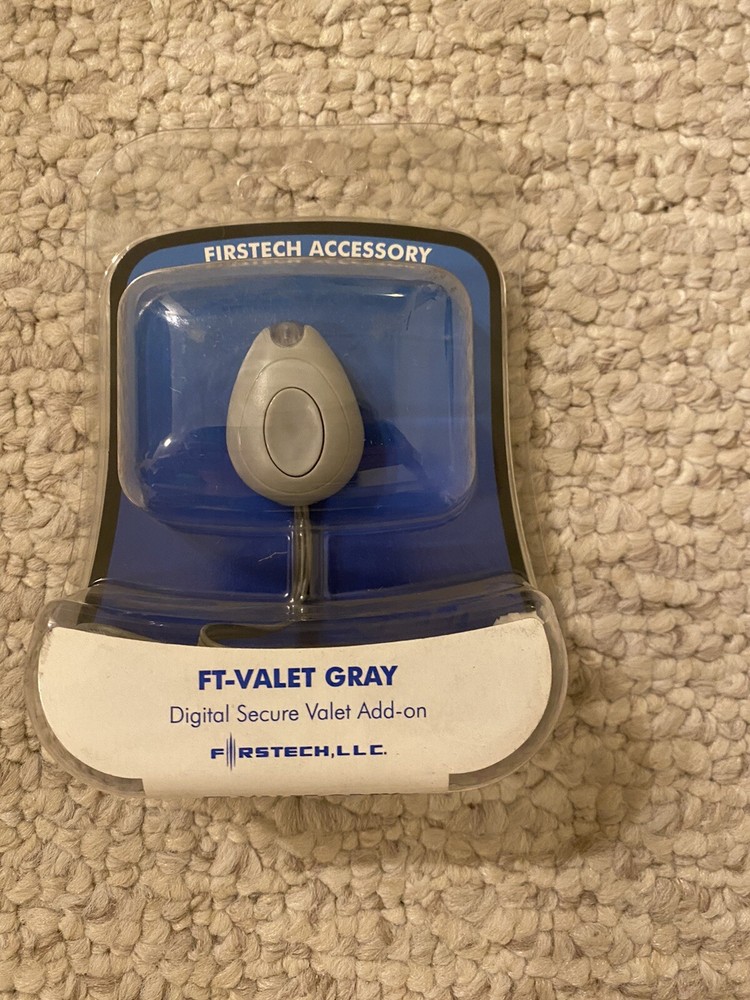 FIRSTECH ACCESSORY
FT-VALET GRAY
Digital Secure Valet Add-on
FIRSTECH,LLC.